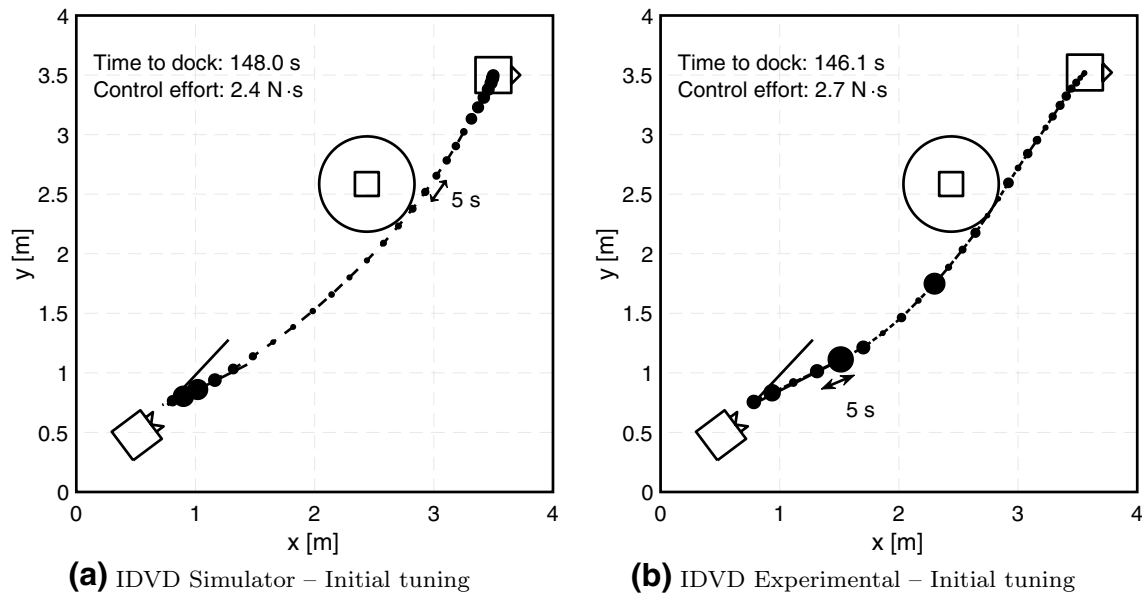 4
3.5
3
2.5
2
1.5
1
0.5
0
y [m]
Time to dock: 148.0 s
Control effort: 2.4 N·s
5 s
1
2
3
4
x [m]
(a) IDVD Simulator – Initial tuning
4
3.5
3
2.5
2
1.5
1
0.5
0
y [m]
Time to dock: 146.1 s
Control effort: 2.7 N·s
5 s
1
2
3
4
x [m]
(b) IDVD Experimental – Initial tuning